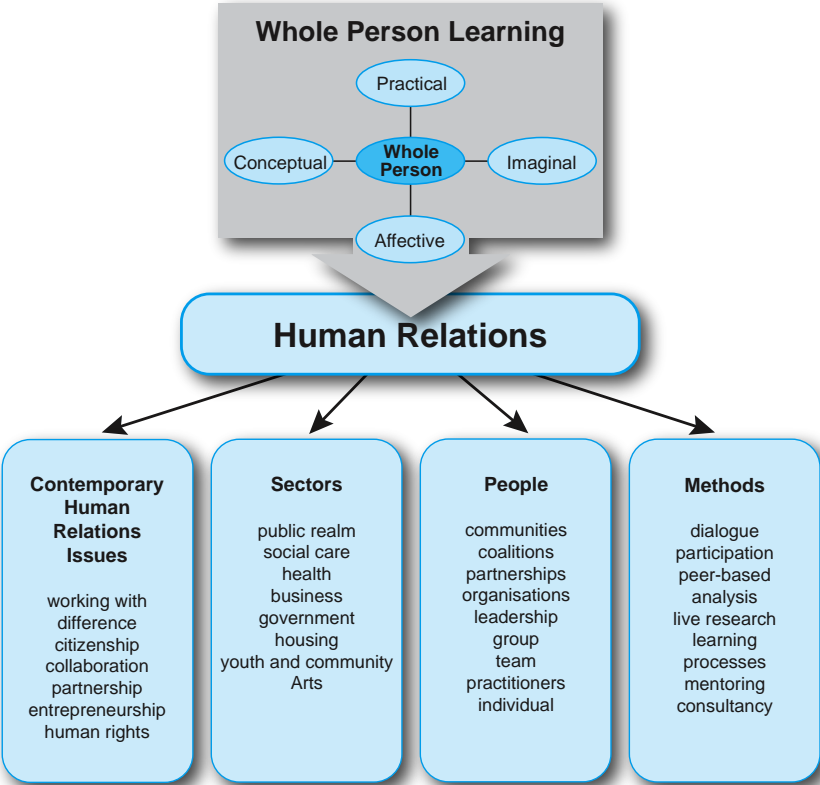 Whole Person Learning
Practical
Conceptual
Whole
Person
Imaginal
Affective
Human Relations
Contemporary
Human
Relations
Issues
working with
difference
citizenship
collaboration
partnership
entrepreneurship
human rights
Sectors
public realm
social care
health
business
government
housing
youth and community
Arts
People
communities
coalitions
partnerships
organisations
leadership
group
team
practitioners
individual
Methods
dialogue
participation
peer-based
analysis
live research
learning
processes
mentoring
consultancy